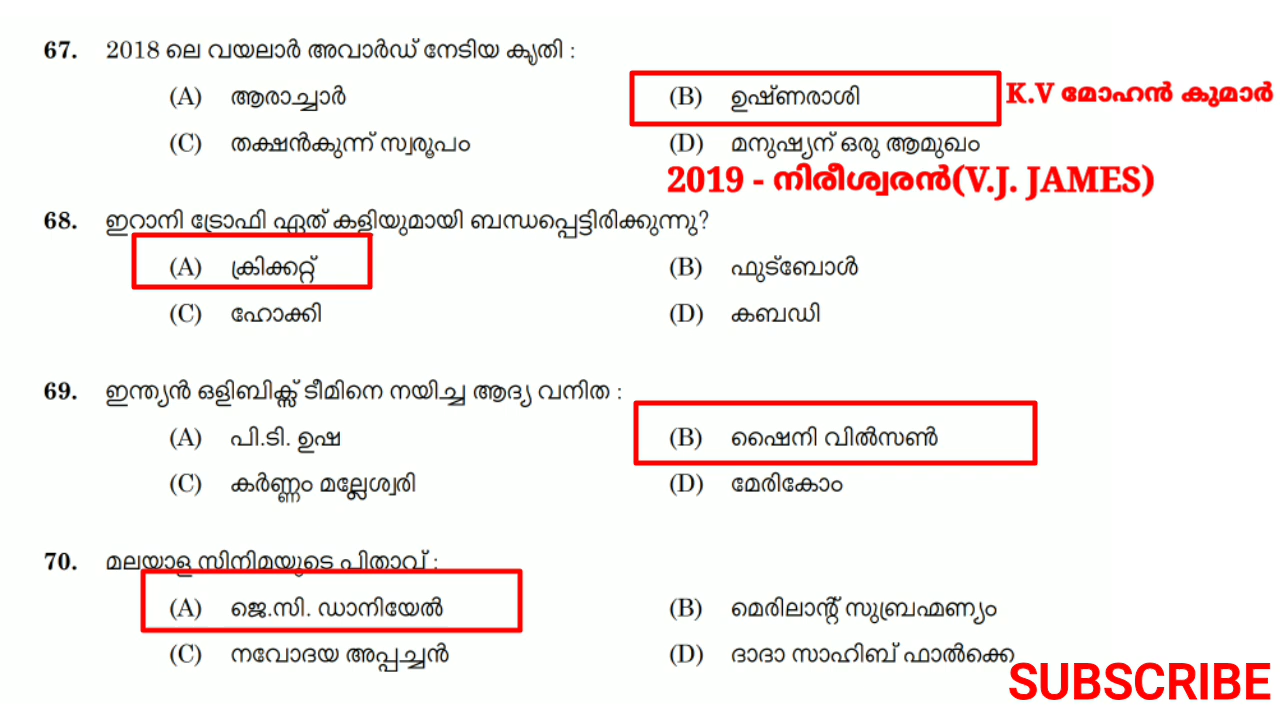 67. 2018 ലെ വയലാർ അവാർഡ് നേടിയ കൃതി :
(A) ആരാച്ചാർ (B) ഉഷ്ണരാശി K.V മോഹൻ കുമാർ
(C) തക്ഷൻകുന്ന് സ്വരൂപം (D) മനുഷ്യന് ഒരു ആമുഖം
2019 - നിരീശ്വരൻ(V.J. JAMES)
68. ഇറാനി ട്രോഫി ഏത് കളിയുമായി ബന്ധപ്പെട്ടിരിക്കുന്നു?
(A) ക്രിക്കറ്റ് (B) ഫുട്ബോൾ
(C) ഹോക്കി (D) കബഡി
69. ഇന്ത്യൻ ഒളിബിക്സ് ടീമിനെ നയിച്ച ആദ്യ വനിത :
(A) പി.ടി. ഉഷ (B) ഷൈനി വിൽസൺ
(C) കർണ്ണം മല്ലേശ്വരി (D) മേരികോം
70. മലയാള സിനിമയുടെ പിതാവ് :
(A) ജെ.സി. ഡാനിയേൽ (B) മെരിലാന്റ് സുബ്രഹ്മണ്യം
(C) നവോദയ അപ്പച്ചൻ (D) ദാദാ സാഹിബ് ഫാൽക്കെ
SUBSCRIBE